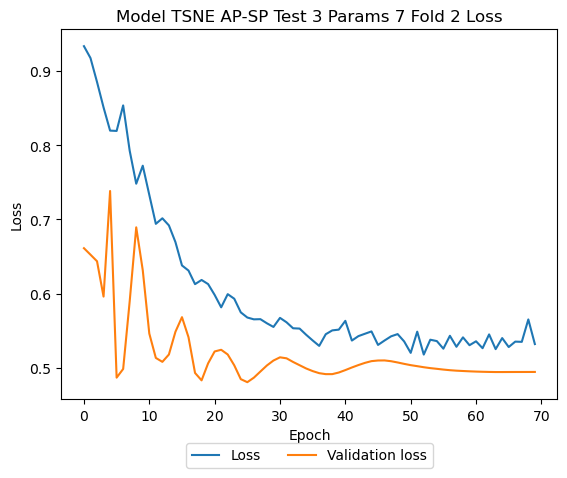 Model TSNE AP-SP Test 3 Params 7 Fold 2 Loss
Loss
0.9
0.8
0.7
0.6
0.5
0 10 20 30 40 50 60 70
Epoch
Loss Validation loss